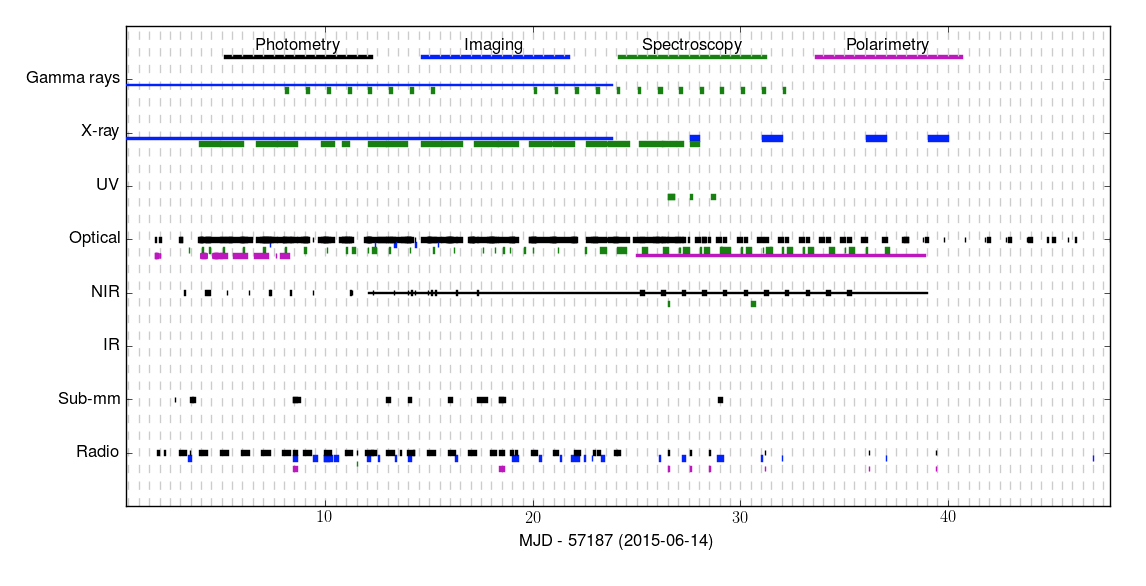 Photometry Imaging Spectroscopy Polarimetry
Gamma rays
X-ray
UV
Optical
NIR
IR
Sub-mm
Radio
10 20 30 40
MJD - 57187 (2015-06-14)